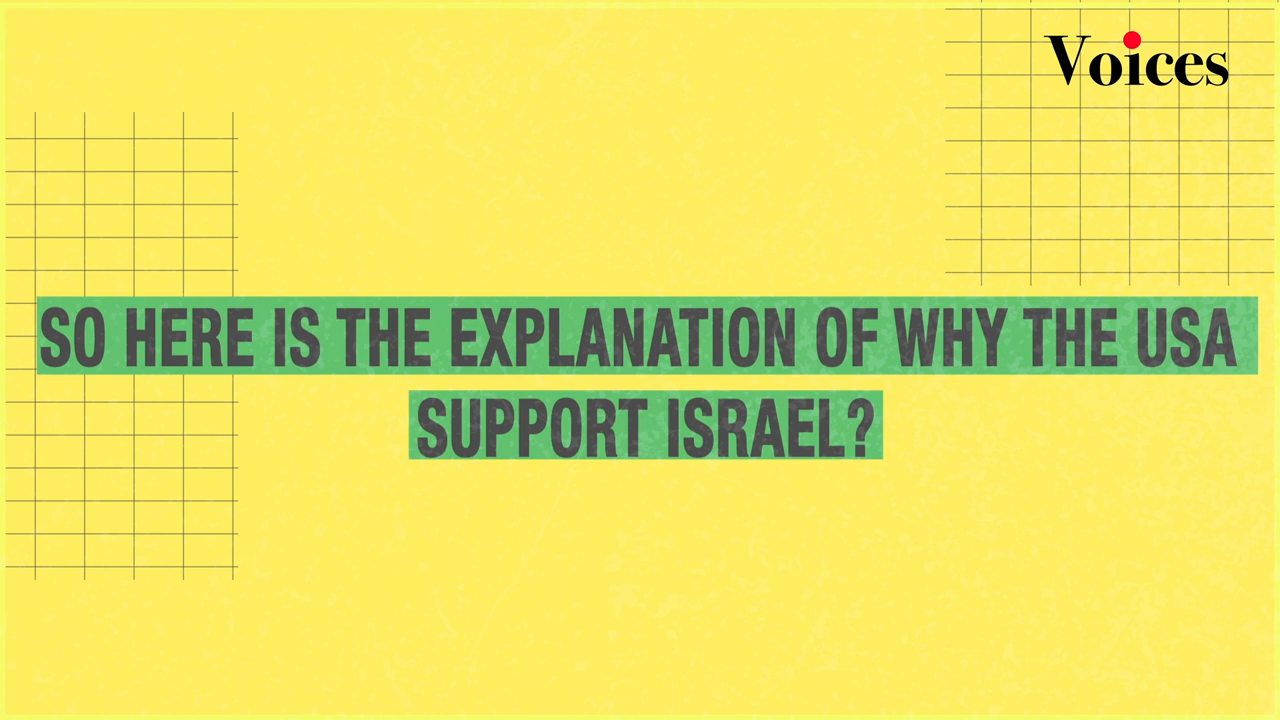 Voices
SO HERE IS THE EXPLANATION OF WHY THE USA
SUPPORT ISRAEL?